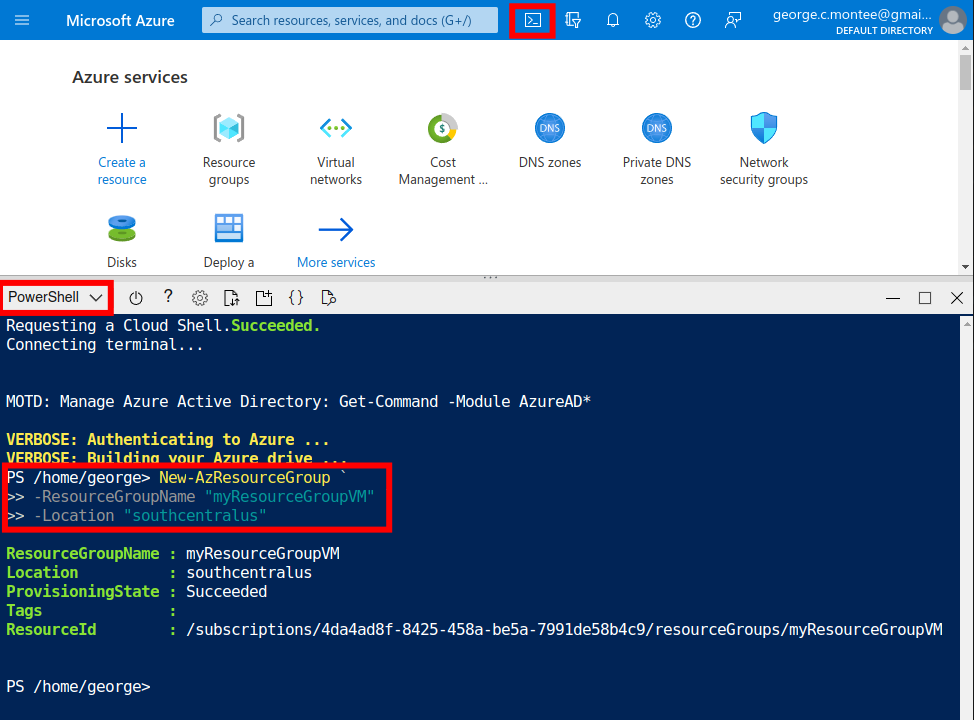 Microsoft Azure
Search resources, services, and docs (G+/)
george.c.montee@gmai...
DEFAULT DIRECTORY
Azure services
Create a
resource
Resource
groups
Virtual
networks
Cost
Management ...
DNS
DNS zones
DNS
Private DNS
zones
Network
security groups
Disks
Deploy a
More services
PowerShell
Requesting a Cloud Shell.Succeeded.
Connecting terminal...
MOTD: Manage Azure Active Directory: Get-Command -Module AzureAD*
VERBOSE: Authenticating to Azure ...
VERBOSE: Building your Azure drive ...
PS /home/george> New-AzResourceGroup `
>> -ResourceGroupName "myResourceGroupVM"
>> -Location "southcentralus"
ResourceGroupName : myResourceGroupVM
Location : southcentralus
ProvisioningState : Succeeded
Tags :
ResourceId : /subscriptions/4da4ad8f-8425-458a-be5a-7991de58b4c9/resourceGroups/myResourceGroupVM
PS /home/george>